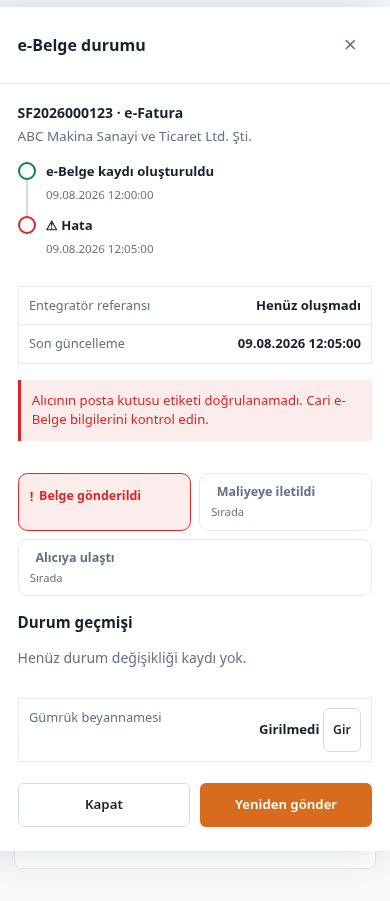 e-Belge durumu
SF2026000123 · e-Fatura
ABC Makina Sanayi ve Ticaret Ltd. Şti.
e-Belge kaydı oluşturuldu
09.08.2026 12:00:00
⚠ Hata
09.08.2026 12:05:00
Entegratör referansı Henüz oluşmadı
Son güncelleme 09.08.2026 12:05:00
Alıcının posta kutusu etiketi doğrulanamadı. Cari e-
Belge bilgilerini kontrol edin.
! Belge gönderildi
Maliyeye iletildi
Sırada
Alıcıya ulaştı
Sırada
Durum geçmişi
Henüz durum değişikliği kaydı yok.
Gümrük beyannamesi
Girilmedi Gir
Kapat Yeniden gönder